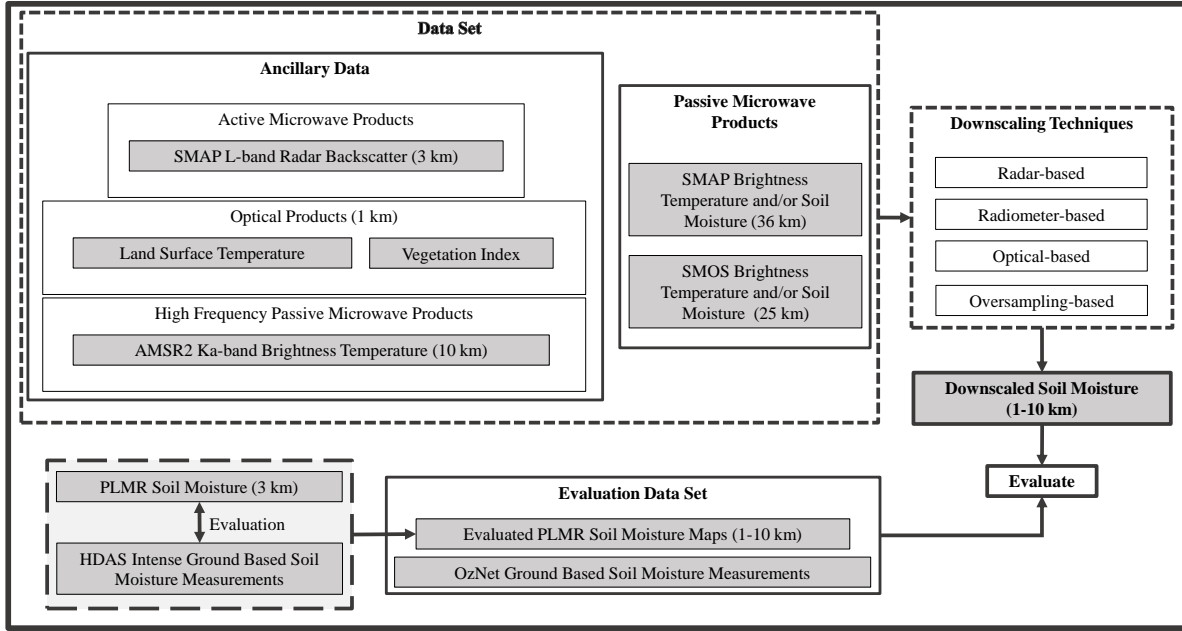 Data Set
Ancillary Data
Active Microwave Products
SMAP L-band Radar Backscatter (3 km)
Optical Products (1 km)
Land Surface Temperature
Vegetation Index
High Frequency Passive Microwave Products
AMSR2 Ka-band Brightness Temperature (10 km)
Passive Microwave
Products
SMAP Brightness
Temperature and/or Soil
Moisture (36 km)
SMOS Brightness
Temperature and/or Soil
Moisture (25 km)
Downscaling Techniques
Radar-based
Radiometer-based
Optical-based
Oversampling-based
Downscaled Soil Moisture
(1-10 km)
Evaluate
PLMR Soil Moisture (3 km)
Evaluation
HDAS Intense Ground Based Soil
Moisture Measurements
Evaluation Data Set
Evaluated PLMR Soil Moisture Maps (1-10 km)
OzNet Ground Based Soil Moisture Measurements